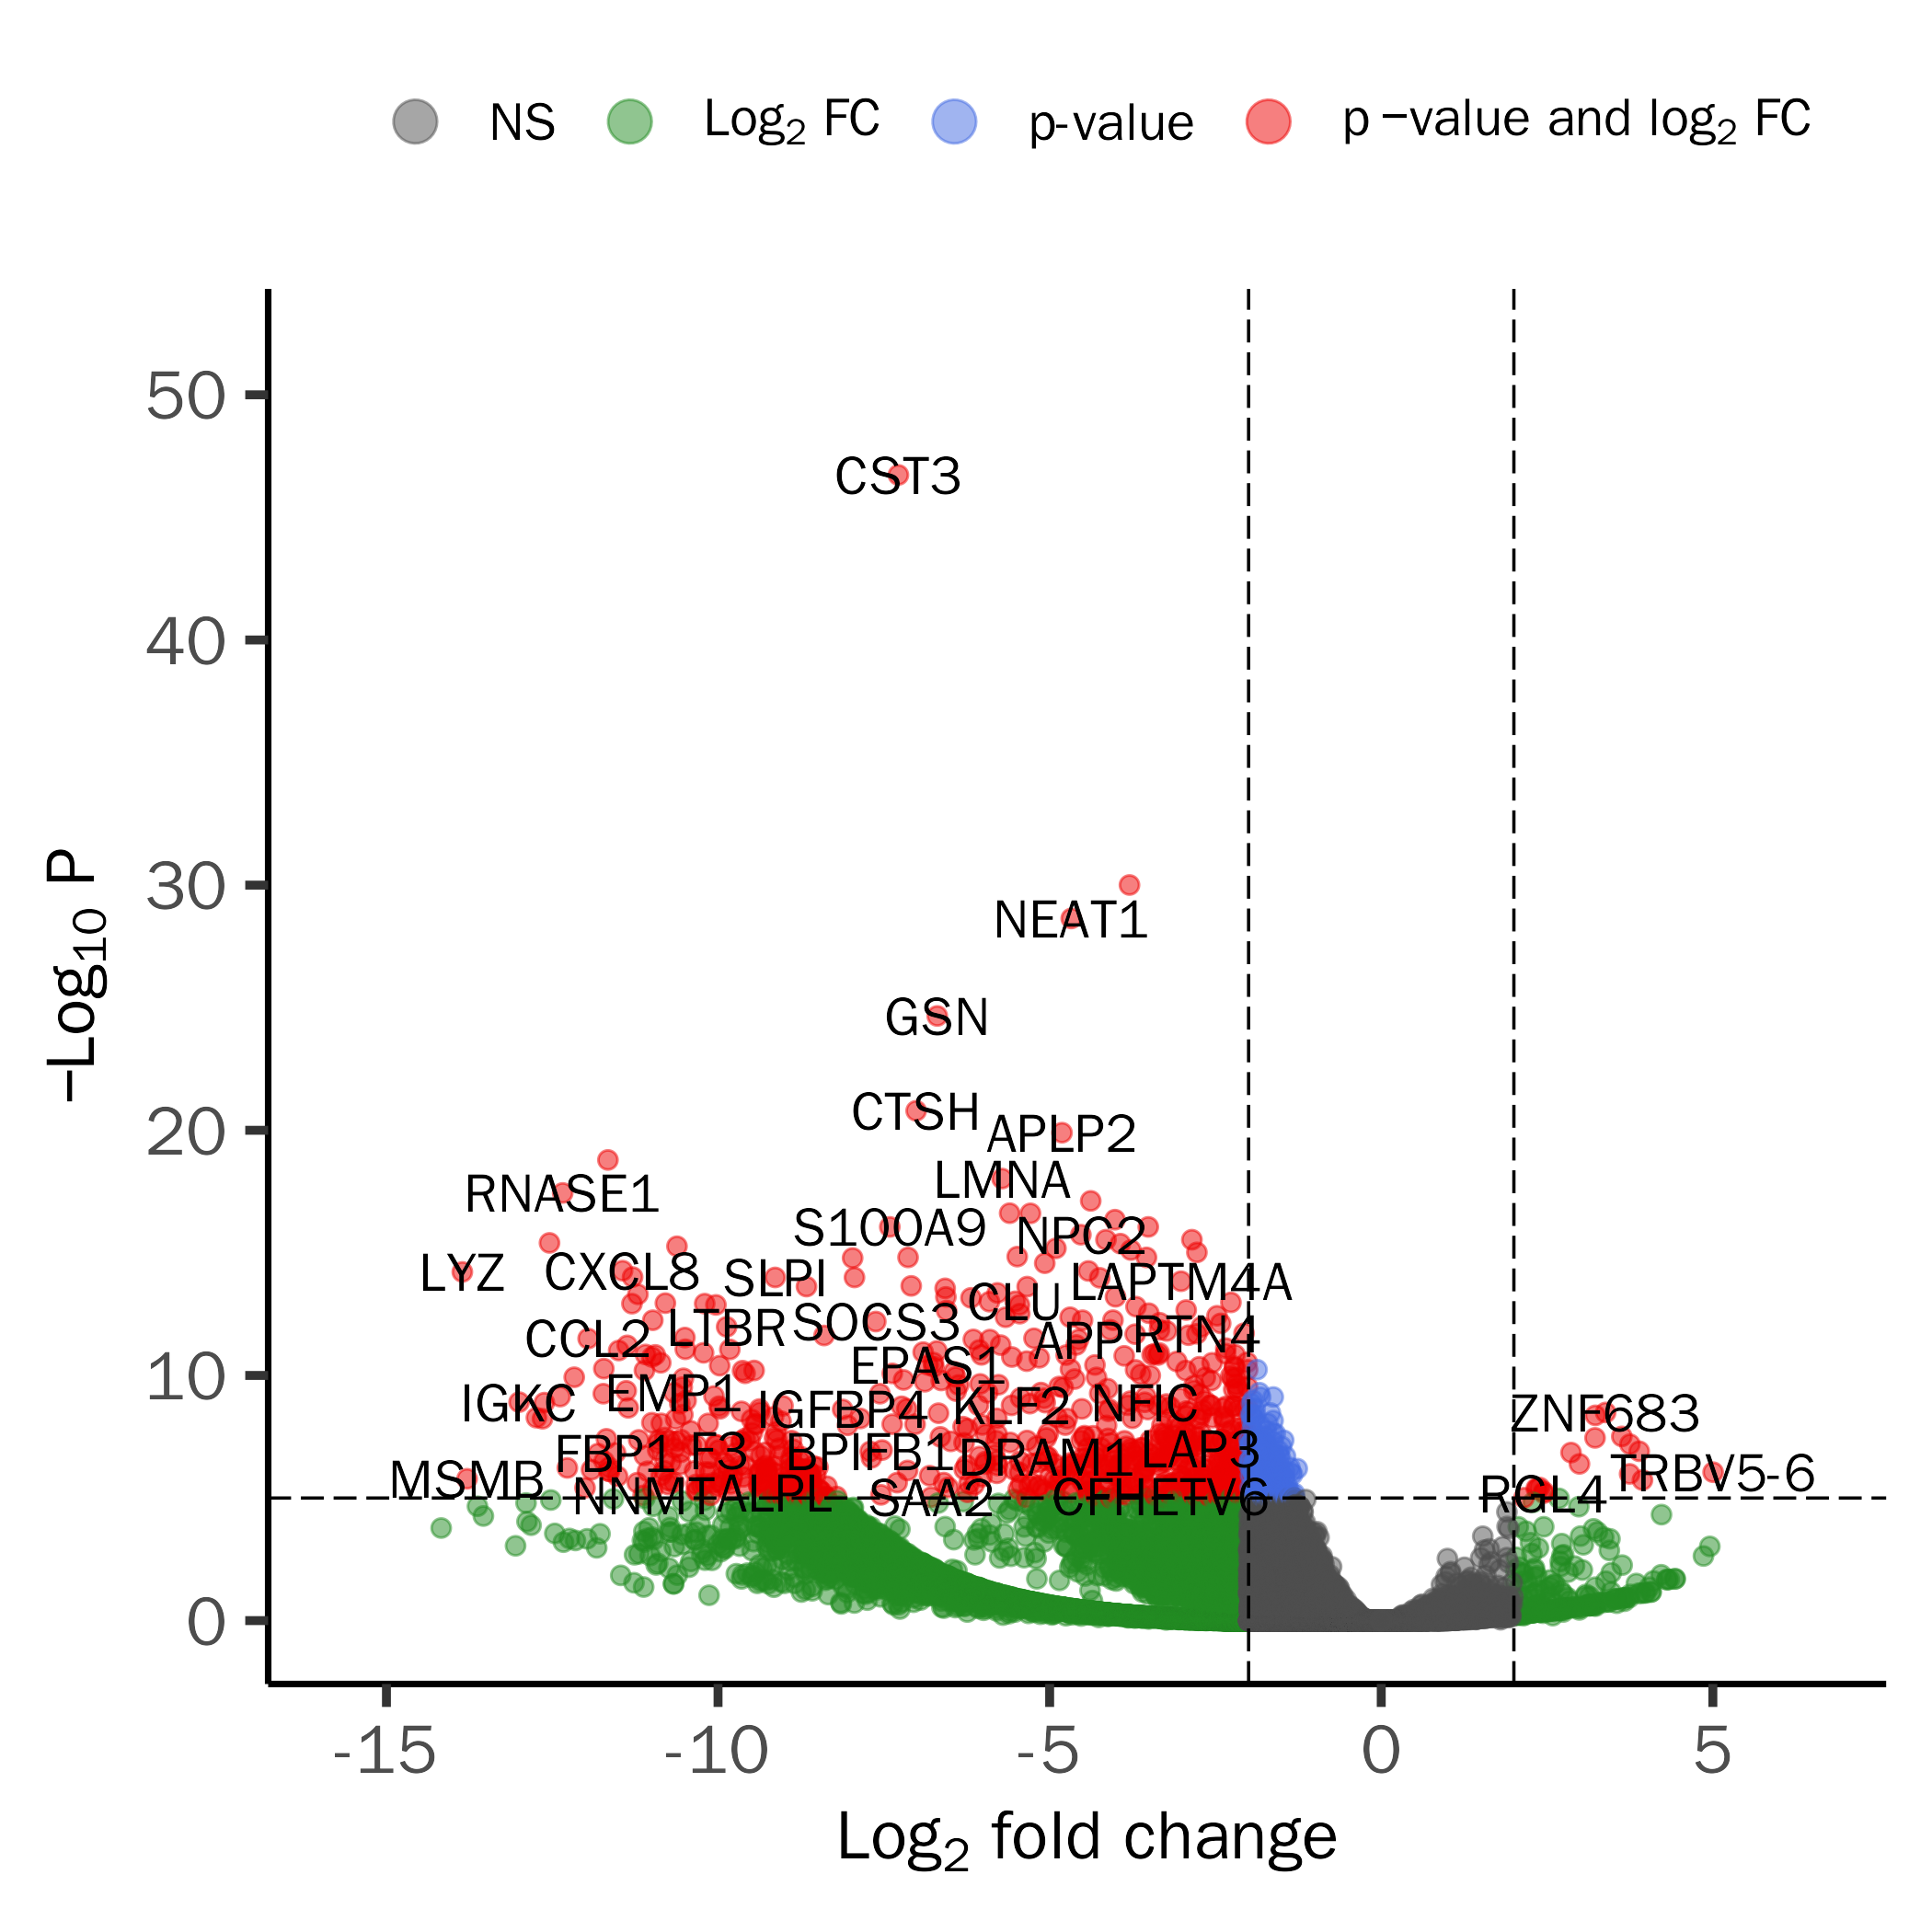 NS
Log2 FC
p-value
p −value and log2 FC
50
40
30
20
10
0
−Log10 P
CST3
NEAT1
GSN
CTSH
APLP2
LMNA
RNASE1
S100A9
NPC2
LYZ
CXCL8
SLPI
LAPTM4A
CLU
LTBR
SOCS3
CCL2
APP
RTN4
EPAS1
EMP1
IGKC
IGFBP4
KLF2
NFIC
ZNF683
FBP1
F3
BPIFB1
DRAM1
LAP3
MSMB
TRBV5-6
NNMT
ALPL
SAA2
CFH
ETV6
RGL4
-15
-10
-5
0
5
Log2 fold change